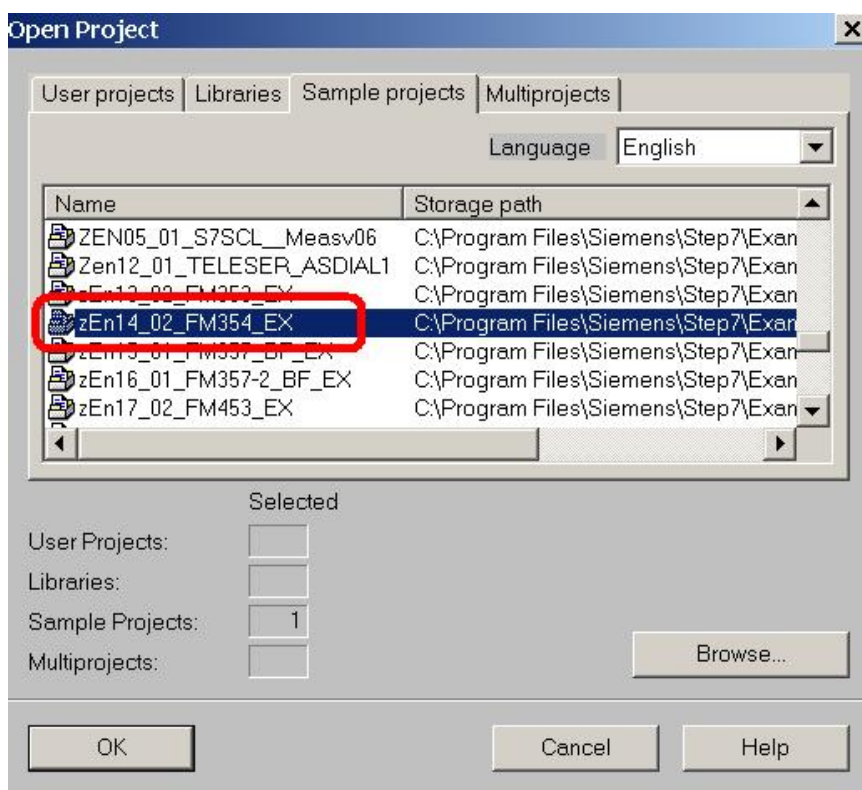 Open Project
User projects Libraries Sample projects Multiprojects
Language English
Name Storage path
ZEN05_01_S7SCL__Measv06 C:\Program Files\Siemens\Step7\Exan
Zen12_01_TELESER_ASDIAL1 C:\Program Files\Siemens\Step7\Exan
zEn13_02_FM353_EX C:\Program Files\Siemens\Step7\Exan
zEn14_02_FM354_EX C:\Program Files\Siemens\Step7\Exan
zEn15_01_FM357_BF_EX C:\Program Files\Siemens\Step7\Exan
zEn16_01_FM357-2_BF_EX C:\Program Files\Siemens\Step7\Exan
zEn17_02_FM453_EX C:\Program Files\Siemens\Step7\Exan
Selected
User Projects:
Libraries:
Sample Projects: 1
Multiprojects:
Browse...
OK Cancel Help